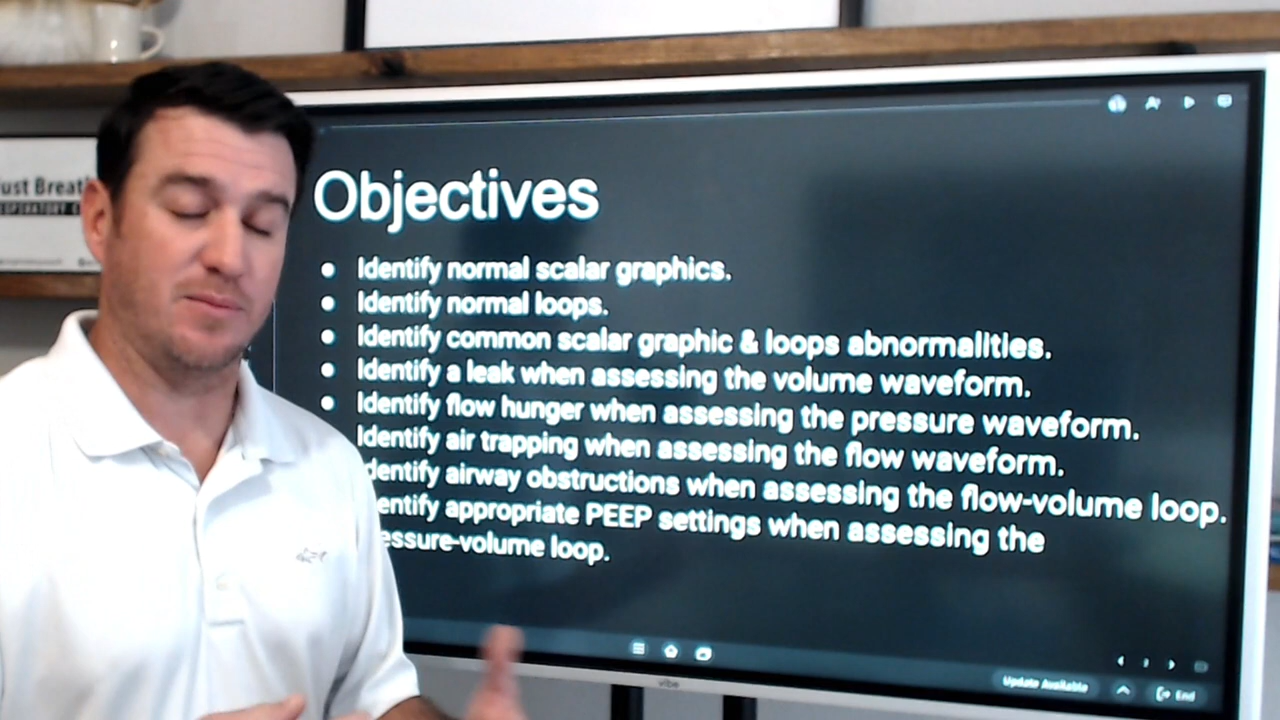 ust Breat
Objectives
Identify normal scalar graphics.
Identify normal loops.
Identify common scalar graphic & loops abnormalities.
Identify a leak when assessing the volume waveform.
Identify flow hunger when assessing the pressure waveform.
Identify air trapping when assessing the flow waveform.
dentify airway obstructions when assessing the flow-volume loop.
entify appropriate PEEP settings when assessing the
essure-volume loop.
Update Available
End
vibe